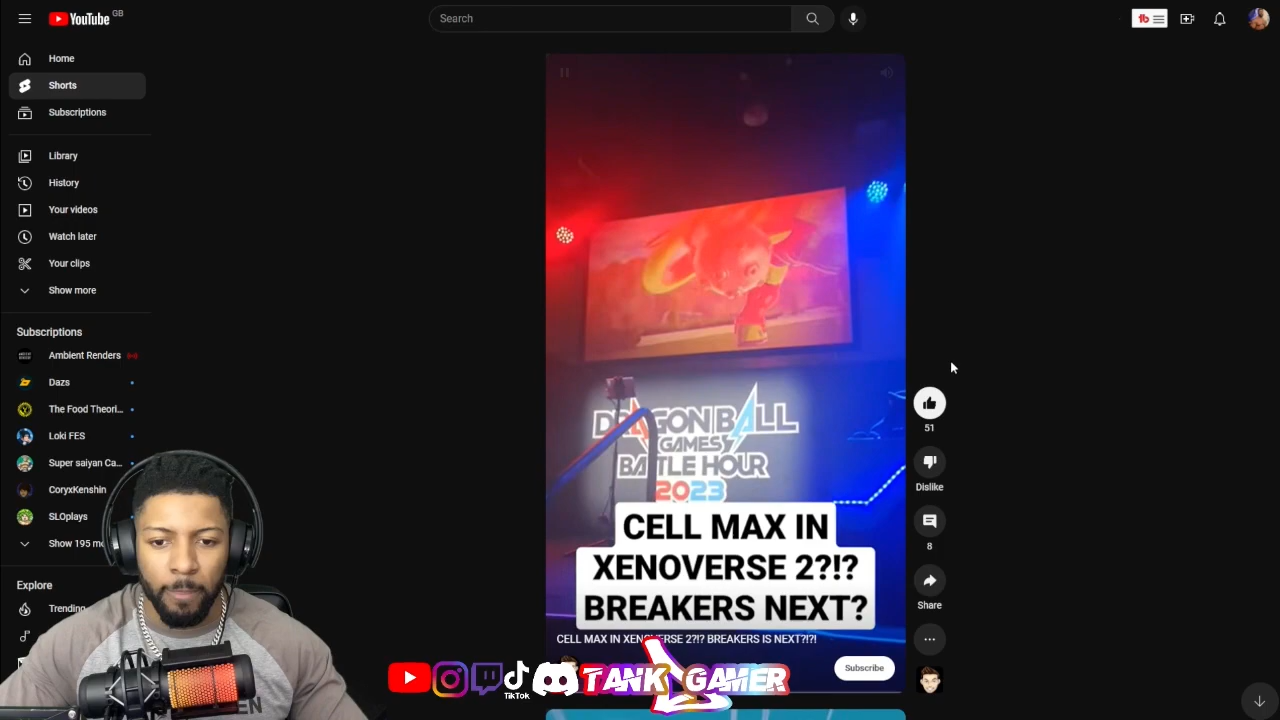 YouTube GB
Search
Home
Shorts
Subscriptions
Library
History
Your videos
Watch later
Your clips
Show more
Subscriptions
Ambient Renders
Dazs
The Food Theori...
Loki FES
Super saiyan Ca...
CoryxKenshin
SLOplays
Show 195 mo
Explore
Trending
DRAGON BALL
GAMES
BATTLE HOUR
2023
CELL MAX IN
XENOVERSE 2?!?
BREAKERS NEXT?
CELL MAX IN XENOVERSE 2?!? BREAKERS IS NEXT?!?!
Subscribe
51
Dislike
8
Share
TikTok
TANK GAMER